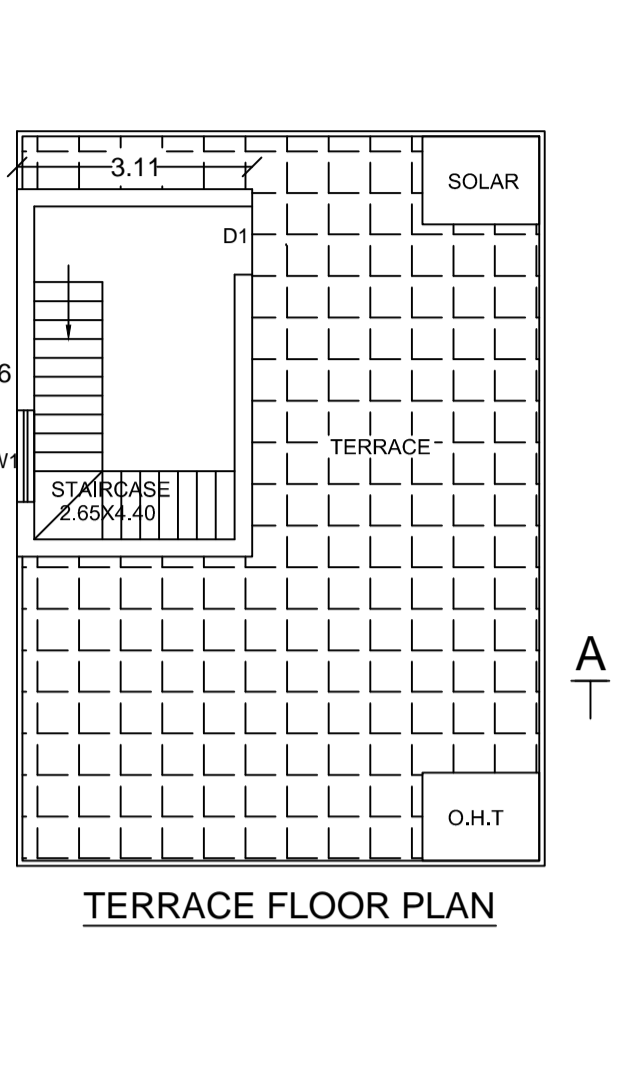 3.11
SOLAR
D1
6
W1
TERRACE
STAIRCASE
2.65X4.40
A
O.H.T
TERRACE FLOOR PLAN